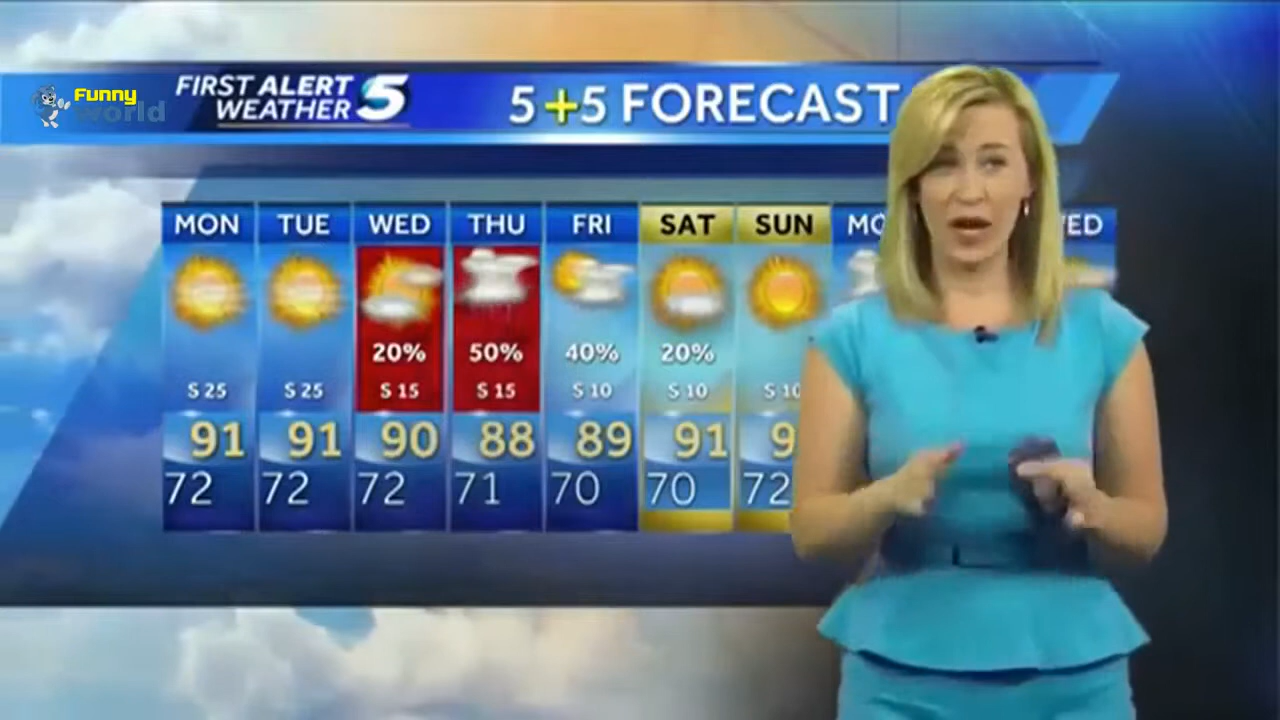 Funny
world
FIRST ALERT
WEATHER 5
5+5 FORECAST
MON TUE WED THU FRI SAT SUN
20% 50% 40% 20%
S 25 S 25 S 15 S 15 S 10 S 10 S 10
91 91 90 88 89 91
72 72 72 71 70 70 72